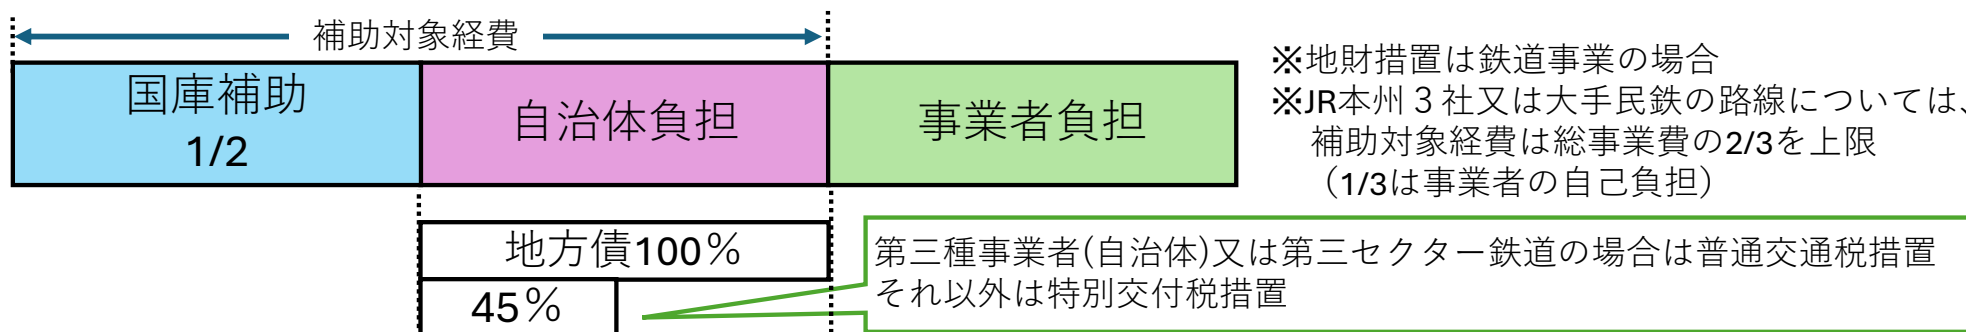 補助対象経費
国庫補助
1/2
自治体負担
事業者負担
※地財措置は鉄道事業の場合
※JR本州３社又は大手民鉄の路線については、
補助対象経費は総事業費の2/3を上限
（1/3は事業者の自己負担）
地方債100％
45％
第三種事業者(自治体)又は第三セクター鉄道の場合は普通交通税措置
それ以外は特別交付税措置